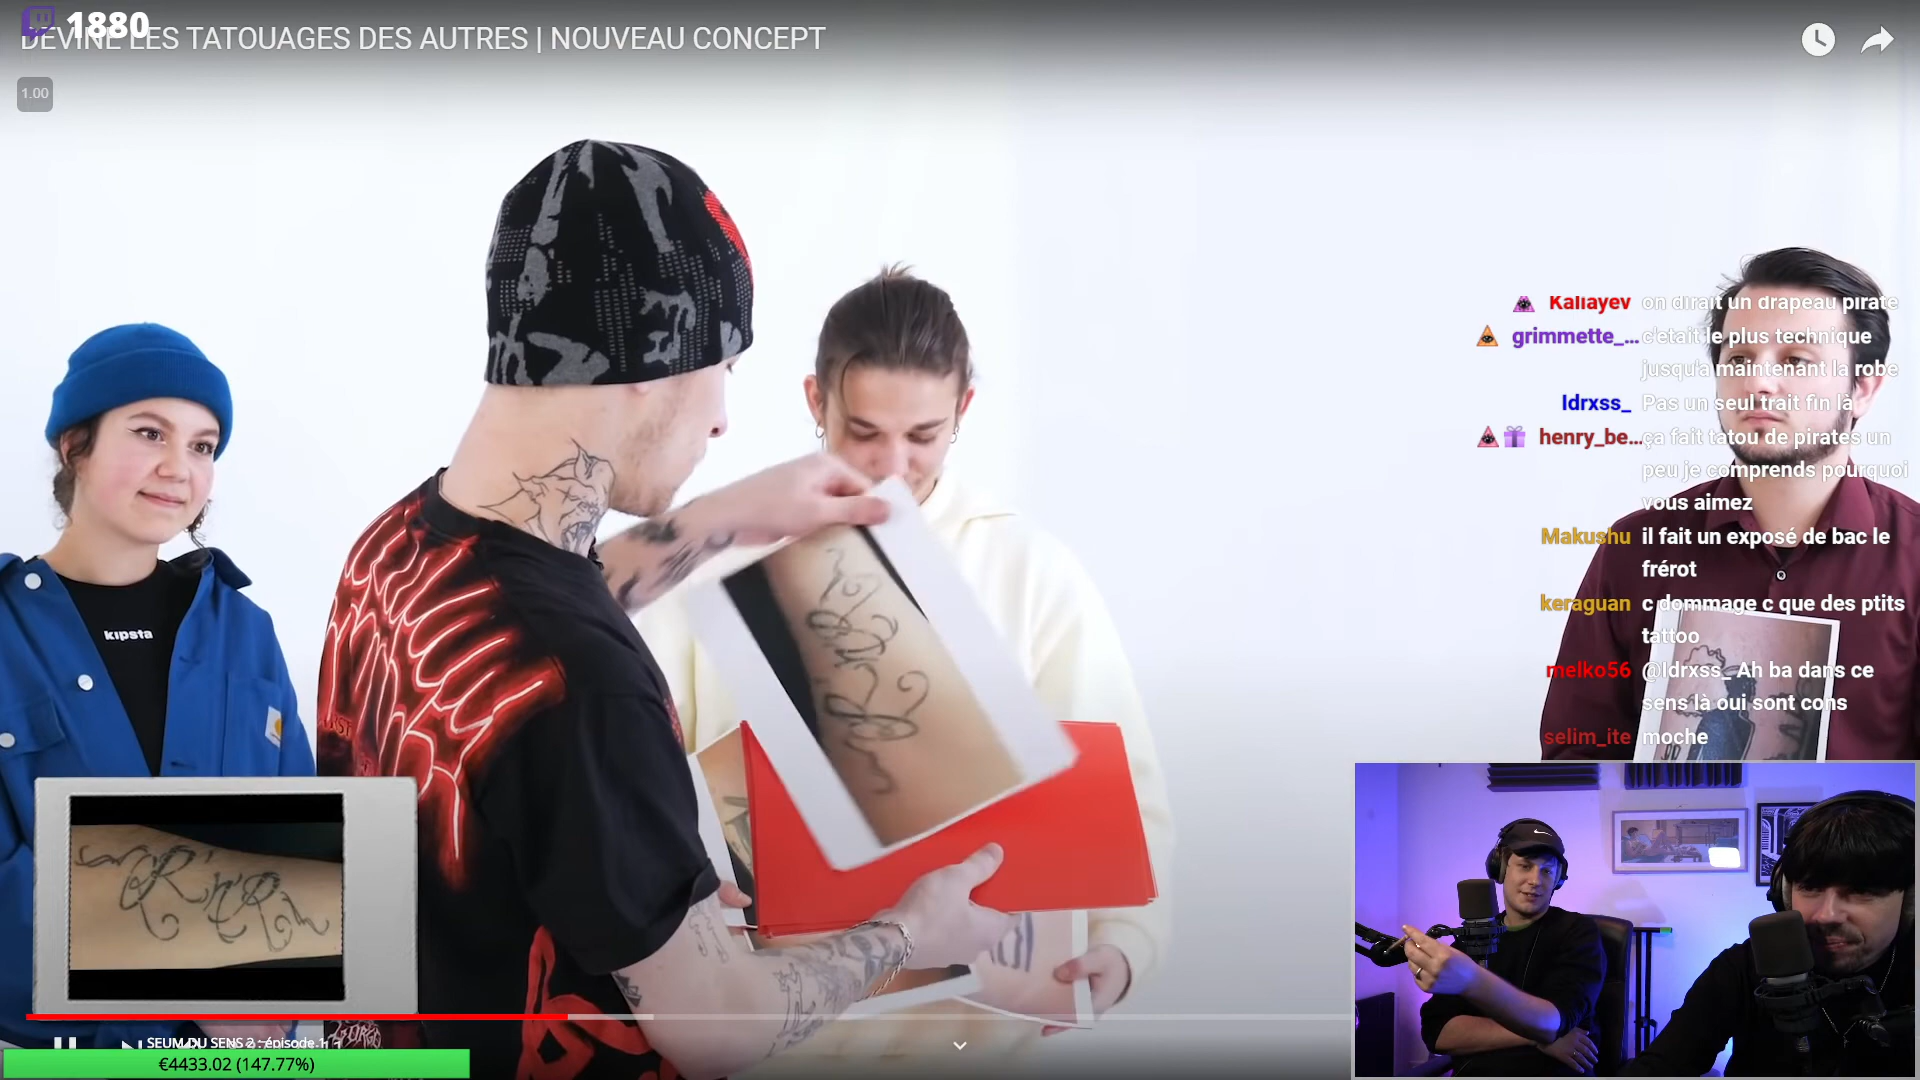 1880
DEVINE LES TATOUAGES DES AUTRES | NOUVEAU CONCEPT
1.00
Kaliayev on dirait un drapeau pirate
grimmette_... c'était le plus technique
jusqu'a maintenant la robe
Idrxss_ Pas un seul trait fin là
henry_be... ça fait tatou de pirates un
peu je comprends pourquoi
vous aimez
Makushu il fait un exposé de bac le
frérot
keraguan c dommage c que des ptits
tattoo
melko56 @Idrxss_ Ah ba dans ce
sens là oui sont cons
selim_ite moche
kipsta
SEUM DU SENS 2 : épisode 1
€4433.02 (147.77%)